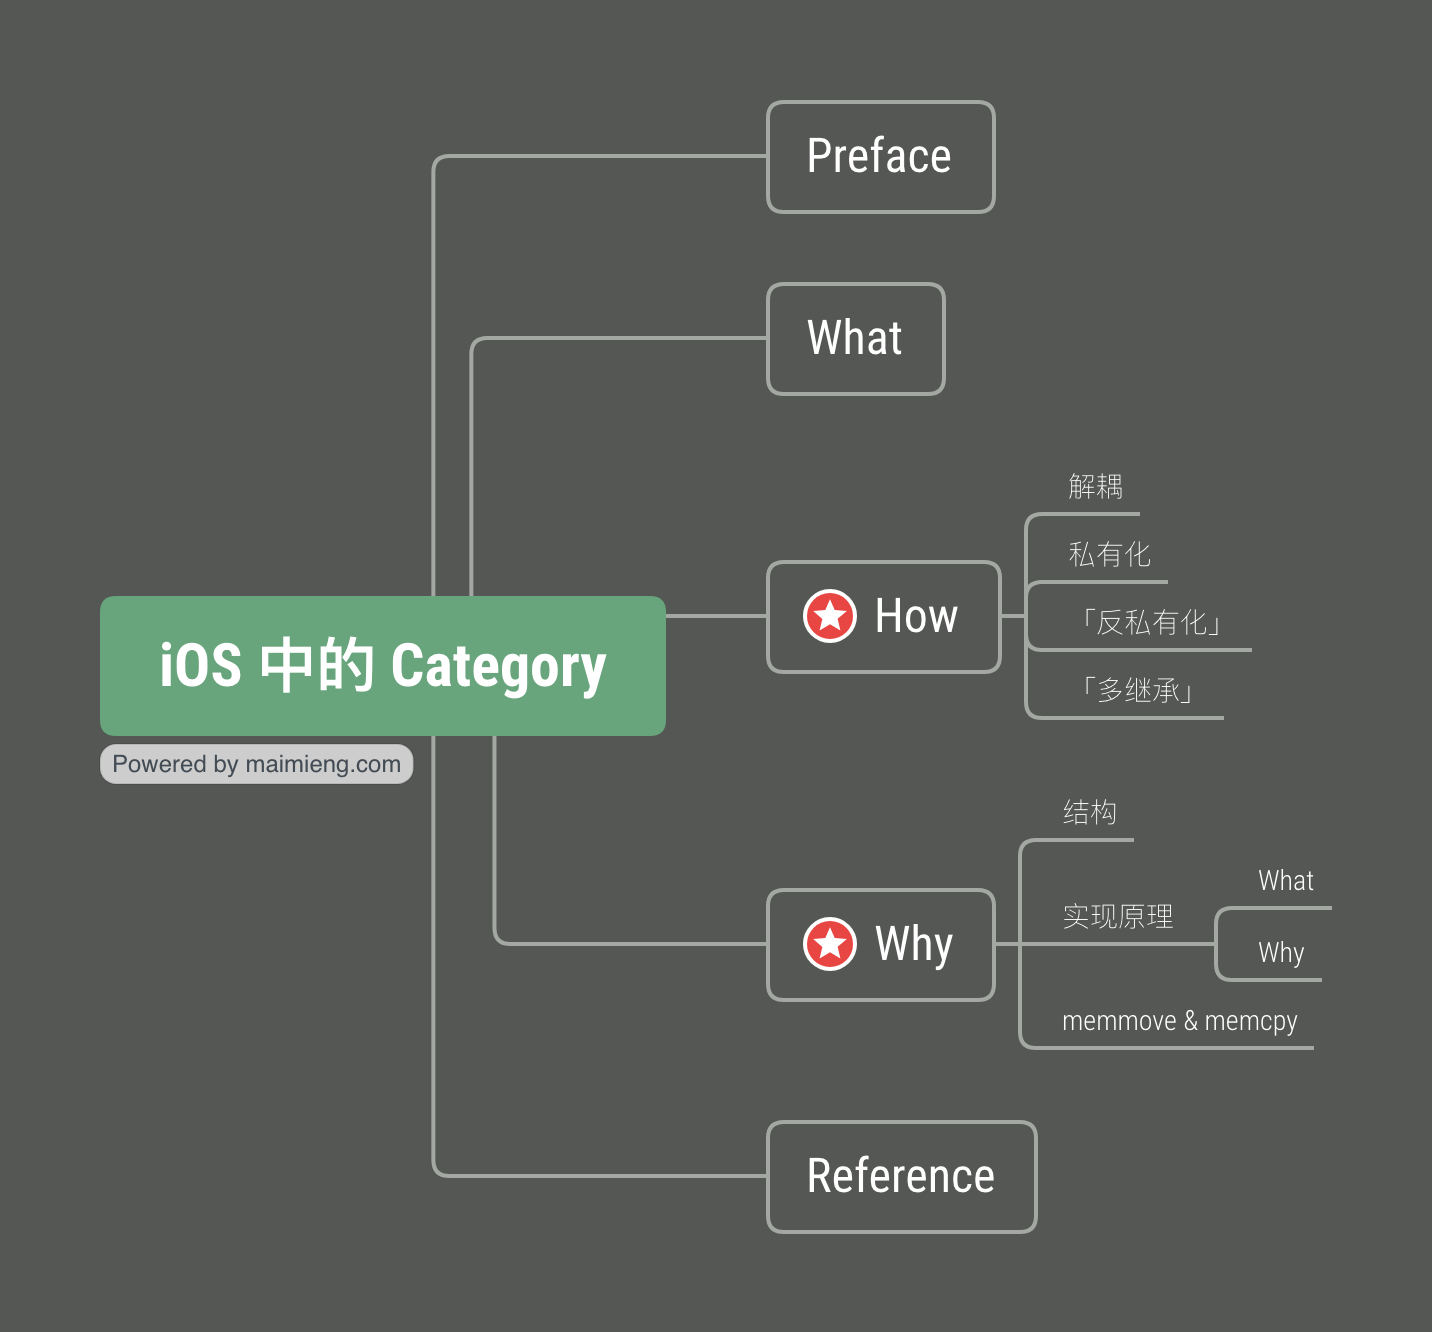 Preface
What
How
解耦
私有化
「反私有化」
「多继承」
iOS 中的 Category
Powered by maimieng.com
Why
结构
实现原理
What
Why
memmove & memcpy
Reference